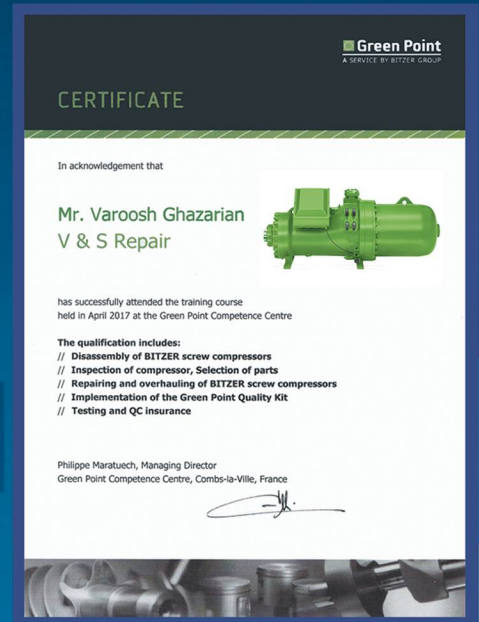 Green Point
A SERVICE BY BITZER GROUP
CERTIFICATE
In acknowledgement that
Mr. Varoosh Ghazarian
V & S Repair
has successfully attended the training course
held in April 2017 at the Green Point Competence Centre
The qualification includes:
// Disassembly of BITZER screw compressors
// Inspection of compressor, Selection of parts
// Repairing and overhauling of BITZER screw compressors
// Implementation of the Green Point Quality Kit
// Testing and QC insurance
Philippe Maratuech, Managing Director
Green Point Competence Centre, Combs-la-Ville, France